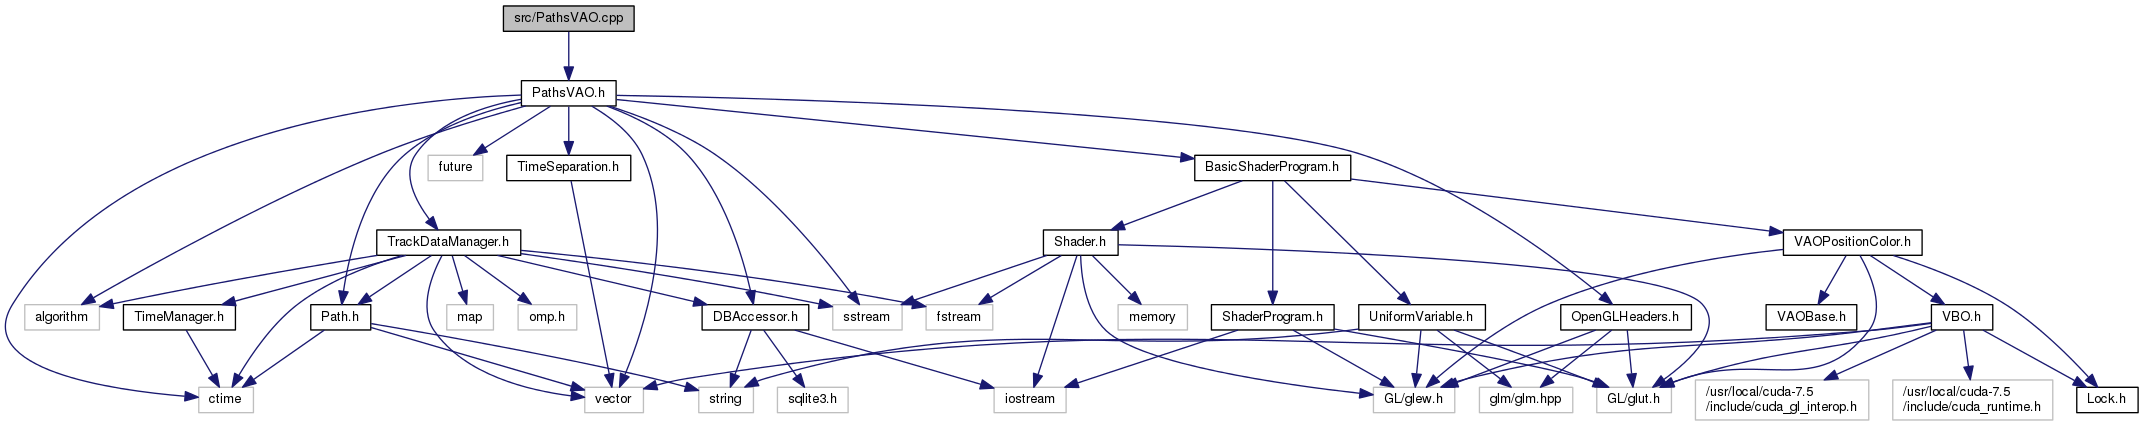 src/PathsVAO.cpp
PathsVAO.h
future
TimeSeparation.h
BasicShaderProgram.h
TrackDataManager.h
Shader.h
VAOPositionColor.h
algorithm
TimeManager.h
Path.h
map
omp.h
DBAccessor.h
sstream
fstream
memory
ShaderProgram.h
UniformVariable.h
OpenGLHeaders.h
VAOBase.h
VBO.h
ctime
vector
string
sqlite3.h
iostream
GL/glew.h
glm/glm.hpp
GL/glut.h
/usr/local/cuda-7.5
/include/cuda_gl_interop.h
/usr/local/cuda-7.5
/include/cuda_runtime.h
Lock.h